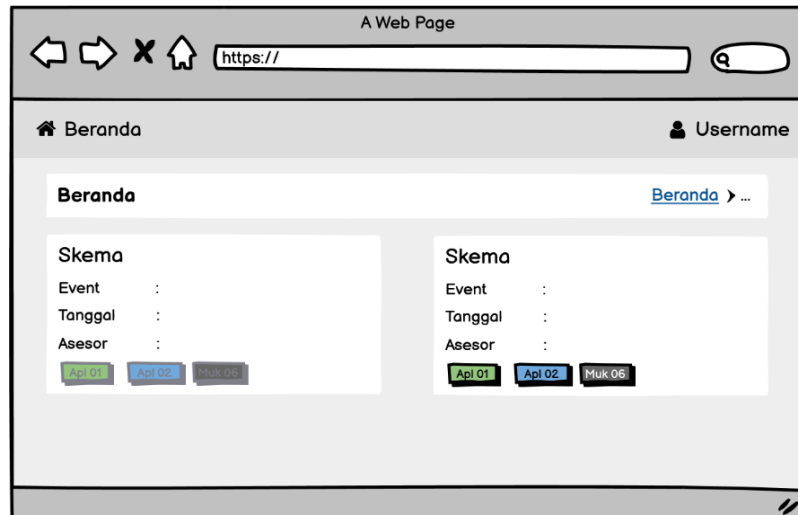 A Web Page
https://
Beranda
Username
Beranda
Beranda ...
Skema
Event :
Tanggal :
Asesor :
Apl 01 Apl 02 Muk 06
Skema
Event :
Tanggal :
Asesor :
Apl 01 Apl 02 Muk 06